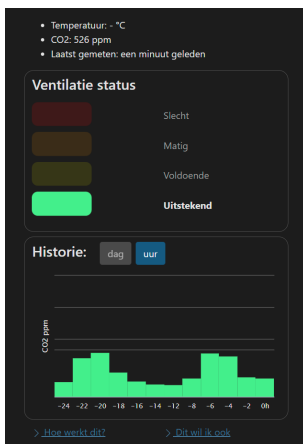 Temperatuur: - °C
CO2: 526 ppm
Laatst gemeten: een minuut geleden
Ventilatie status
Slecht
Matig
Voldoende
Uitstekend
Historie: dag uur
CO2 ppm
-24 -22 -20 -18 -16 -14 -12 -8 -6 -4 -2 0h
> Hoe werkt dit? > Dit wil ik ook